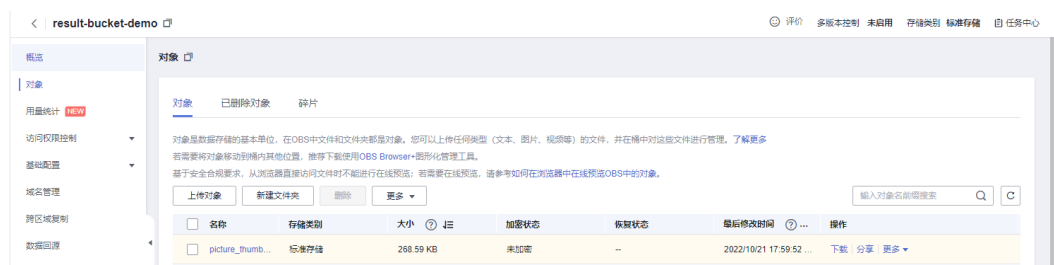 result-bucket-demo
评价 多版本控制 未启用 存储类别 标准存储 任务中心
概览
对象
用量统计 NEW
访问权限控制
基础配置
域名管理
跨区域复制
数据回源
对象
对象 已删除对象 碎片
对象是数据存储的基本单位，在OBS中文件和文件夹都是对象。您可以上传任何类型（文本、图片、视频等）的文件，并在桶中对这些文件进行管理。了解更多
若需要将对象移动到桶内其他位置，推荐下载使用OBS Browser+图形化管理工具。
基于安全合规要求，从浏览器直接访问文件时不能进行在线预览；若需要在线预览，请参考如何在浏览器中在线预览OBS中的对象。
上传对象 新建文件夹 删除 更多 输入对象名前缀搜索
名称 存储类别 大小 加密状态 恢复状态 最后修改时间 ... 操作
picture_thumb... 标准存储 268.59 KB 未加密 -- 2022/10/21 17:59:52 ... 下载 分享 更多